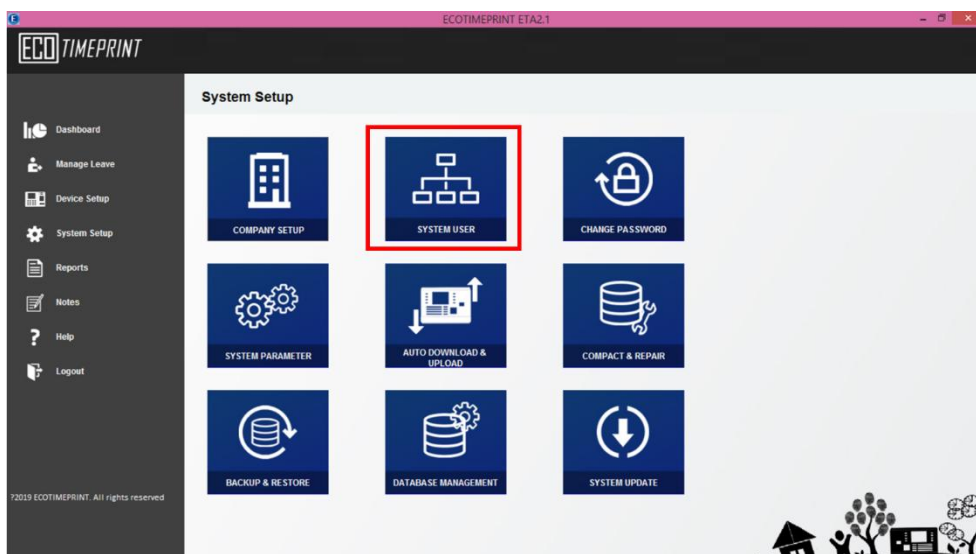 ECOTIMEPRINT ETA2.1
ECO TIMEPRINT
System Setup
Dashboard
Manage Leave
Device Setup
System Setup
Reports
Notes
Help
Logout
COMPANY SETUP
SYSTEM USER
CHANGE PASSWORD
SYSTEM PARAMETER
AUTO DOWNLOAD &
UPLOAD
COMPACT & REPAIR
BACKUP & RESTORE
DATABASE MANAGEMENT
SYSTEM UPDATE
?2019 ECOTIMEPRINT. All rights reserved